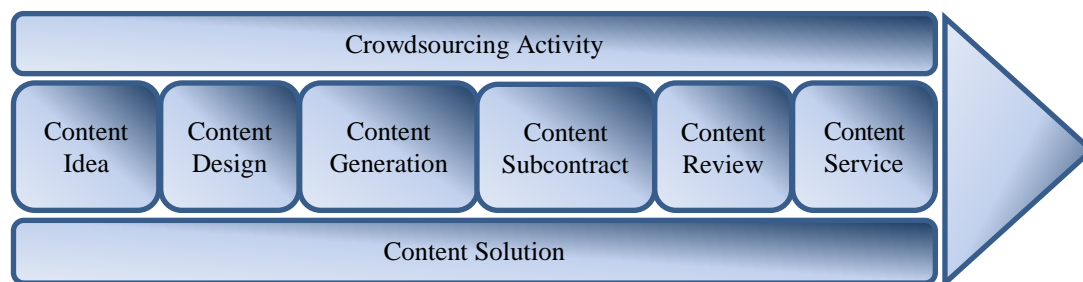 Crowdsourcing Activity
Content
Idea
Content
Design
Content
Generation
Content
Subcontract
Content
Review
Content
Service
Content Solution